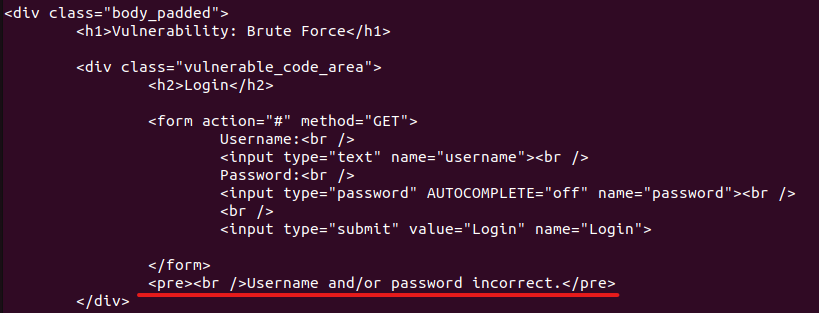 <div class="body_padded">
<h1>Vulnerability: Brute Force</h1>
<div class="vulnerable_code_area">
<h2>Login</h2>
<form action="#" method="GET">
Username:<br />
<input type="text" name="username"><br />
Password:<br />
<input type="password" AUTOCOMPLETE="off" name="password"><br />
<br />
<input type="submit" value="Login" name="Login">
</form>
<pre><br />Username and/or password incorrect.</pre>
</div>